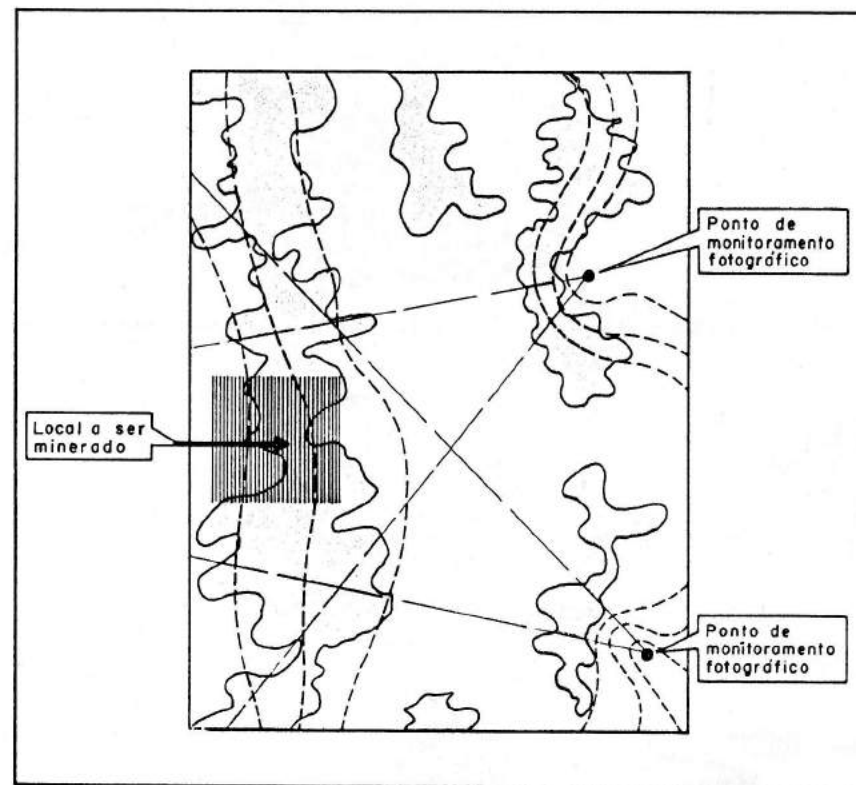 Ponto de
monitoramento
fotográfico
Local a ser
minerado
Ponto de
monitoramento
fotográfico